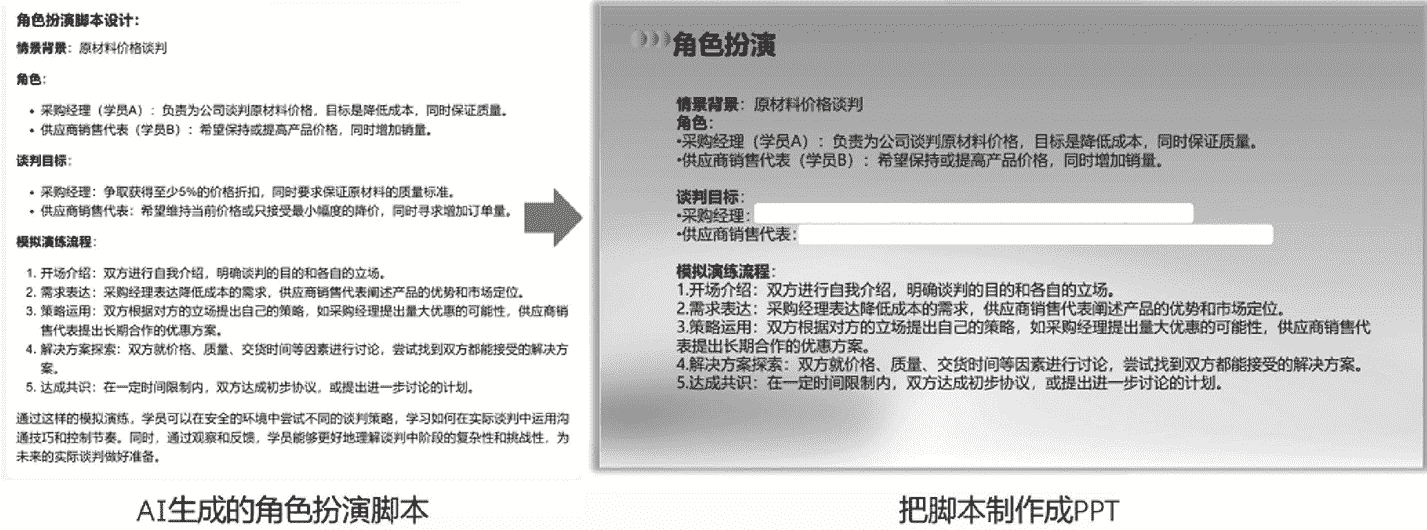 角色扮演脚本设计：
情景背景：原材料价格谈判
角色：
• 采购经理（学员A）：负责为公司谈判原材料价格，目标是降低成本，同时保证质量。
• 供应商销售代表（学员B）：希望保持或提高产品价格，同时增加销量。
谈判目标：
• 采购经理：争取获得至少5%的价格折扣，同时要求保证原材料的质量标准。
• 供应商销售代表：希望维持当前价格或只接受最小幅度的降价，同时寻求增加订单量。
模拟演练流程：
1. 开场介绍：双方进行自我介绍，明确谈判的目的和各自的立场。
2. 需求表达：采购经理表达降低成本的需求，供应商销售代表阐述产品的优势和市场定位。
3. 策略运用：双方根据对方的立场提出自己的策略，如采购经理提出量大优惠的可能性，供应商销
售代表提出长期合作的优惠方案。
4. 解决方案探索：双方就价格、质量、交货时间等因素进行讨论，尝试找到双方都能接受的解决方
案。
5. 达成共识：在一定时间限制内，双方达成初步协议，或提出进一步讨论的计划。
通过这样的模拟演练，学员可以在安全的环境中尝试不同的谈判策略，学习如何在实际谈判中运用沟
通技巧和控制节奏。同时，通过观察和反馈，学员能够更好地理解谈判中阶段的复杂性和挑战性，为
未来的实际谈判做好准备。
AI生成的角色扮演脚本
角色扮演
情景背景：原材料价格谈判
角色：
•采购经理（学员A）：负责为公司谈判原材料价格，目标是降低成本，同时保证质量。
•供应商销售代表（学员B）：希望保持或提高产品价格，同时增加销量。
谈判目标：
•采购经理：
•供应商销售代表：
模拟演练流程：
1.开场介绍：双方进行自我介绍，明确谈判的目的和各自的立场。
2.需求表达：采购经理表达降低成本的需求，供应商销售代表阐述产品的优势和市场定位。
3.策略运用：双方根据对方的立场提出自己的策略，如采购经理提出量大优惠的可能性，供应商销售代
表提出长期合作的优惠方案。
4.解决方案探索：双方就价格、质量、交货时间等因素进行讨论，尝试找到双方都能接受的解决方案。
5.达成共识：在一定时间限制内，双方达成初步协议，或提出进一步讨论的计划。
把脚本制作成PPT